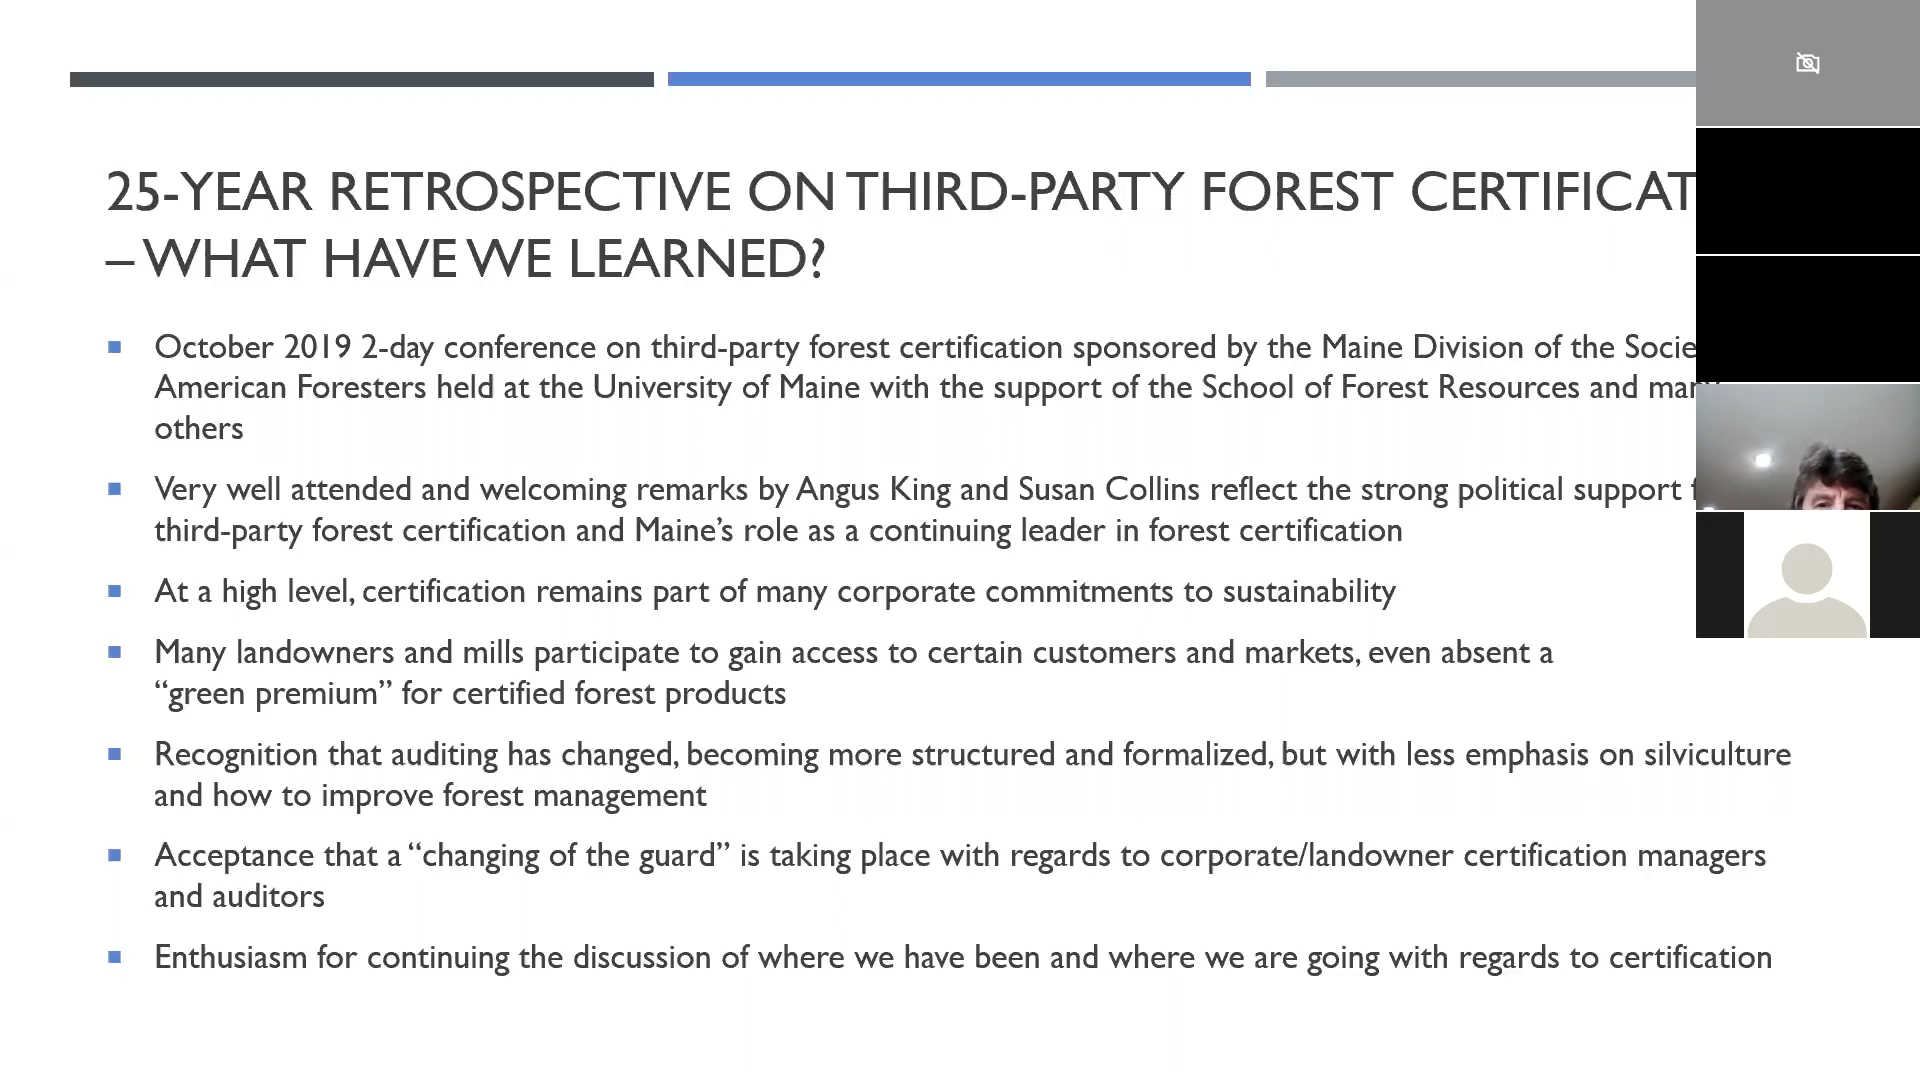 25-YEAR RETROSPECTIVE ON THIRD-PARTY FOREST CERTIFICAT
– WHAT HAVE WE LEARNED?
October 2019 2-day conference on third-party forest certification sponsored by the Maine Division of the Socie
American Foresters held at the University of Maine with the support of the School of Forest Resources and many
others
Very well attended and welcoming remarks by Angus King and Susan Collins reflect the strong political support
third-party forest certification and Maine’s role as a continuing leader in forest certification
At a high level, certification remains part of many corporate commitments to sustainability
Many landowners and mills participate to gain access to certain customers and markets, even absent a
“green premium” for certified forest products
Recognition that auditing has changed, becoming more structured and formalized, but with less emphasis on silviculture
and how to improve forest management
Acceptance that a “changing of the guard” is taking place with regards to corporate/landowner certification managers
and auditors
Enthusiasm for continuing the discussion of where we have been and where we are going with regards to certification